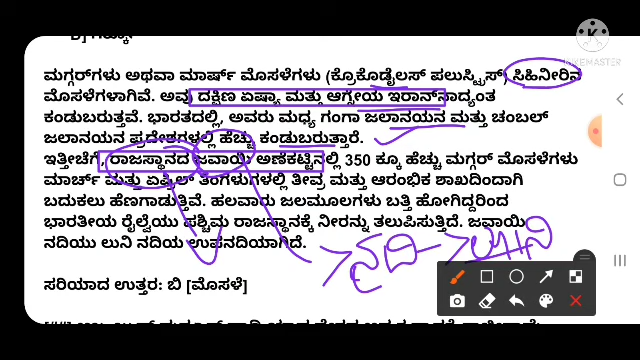 ಮಗ್ಗರ್‌ಗಳು ಅಥವಾ ಮಾರ್ಷ್ ಮೊಸಳೆಗಳು (ಕ್ರೊಕೊಡೈಲಸ್ ಪಲುಸ್ಟ್ರಿಸ್) ಸಿಹಿನೀರಿನ
ಮೊಸಳೆಗಳಾಗಿವೆ. ಅವು ದಕ್ಷಿಣ ಏಷ್ಯಾ ಮತ್ತು ಆಗ್ನೇಯ ಇರಾನ್‌ನಾದ್ಯಂತ
ಕಂಡುಬರುತ್ತವೆ. ಭಾರತದಲ್ಲಿ, ಅವರು ಮಧ್ಯ ಗಂಗಾ ಜಲಾನಯನ ಮತ್ತು ಚಂಬಲ್
ಜಲಾನಯನ ಪ್ರದೇಶಗಳಲ್ಲಿ ಹೆಚ್ಚು ಕಂಡುಬರುತ್ತಾರೆ.
ಇತ್ತೀಚೆಗೆ, ರಾಜಸ್ಥಾನದ ಜವಾಯಿ ಅಣೆಕಟ್ಟಿನಲ್ಲಿ 350 ಕ್ಕೂ ಹೆಚ್ಚು ಮಗ್ಗರ್ ಮೊಸಳೆಗಳು
ಮಾರ್ಚ್ ಮತ್ತು ಏಪ್ರಿಲ್ ತಿಂಗಳುಗಳಲ್ಲಿ ತೀವ್ರ ಮತ್ತು ಆರಂಭಿಕ ಶಾಖದಿಂದಾಗಿ
ಬದುಕಲು ಹೆಣಗಾಡುತ್ತಿವೆ. ಹಲವಾರು ಜಲಮೂಲಗಳು ಬತ್ತಿ ಹೋಗಿದ್ದರಿಂದ
ಭಾರತೀಯ ರೈಲ್ವೆಯು ಪಶ್ಚಿಮ ರಾಜಸ್ಥಾನಕ್ಕೆ ನೀರನ್ನು ತಲುಪಿಸುತ್ತಿದೆ. ಜವಾಯಿ
ನದಿಯು ಲುನಿ ನದಿಯ ಉಪನದಿಯಾಗಿದೆ.
ನದಿ
ಸರಿಯಾದ ಉತ್ತರ: ಬಿ [ಮೊಸಳೆ]